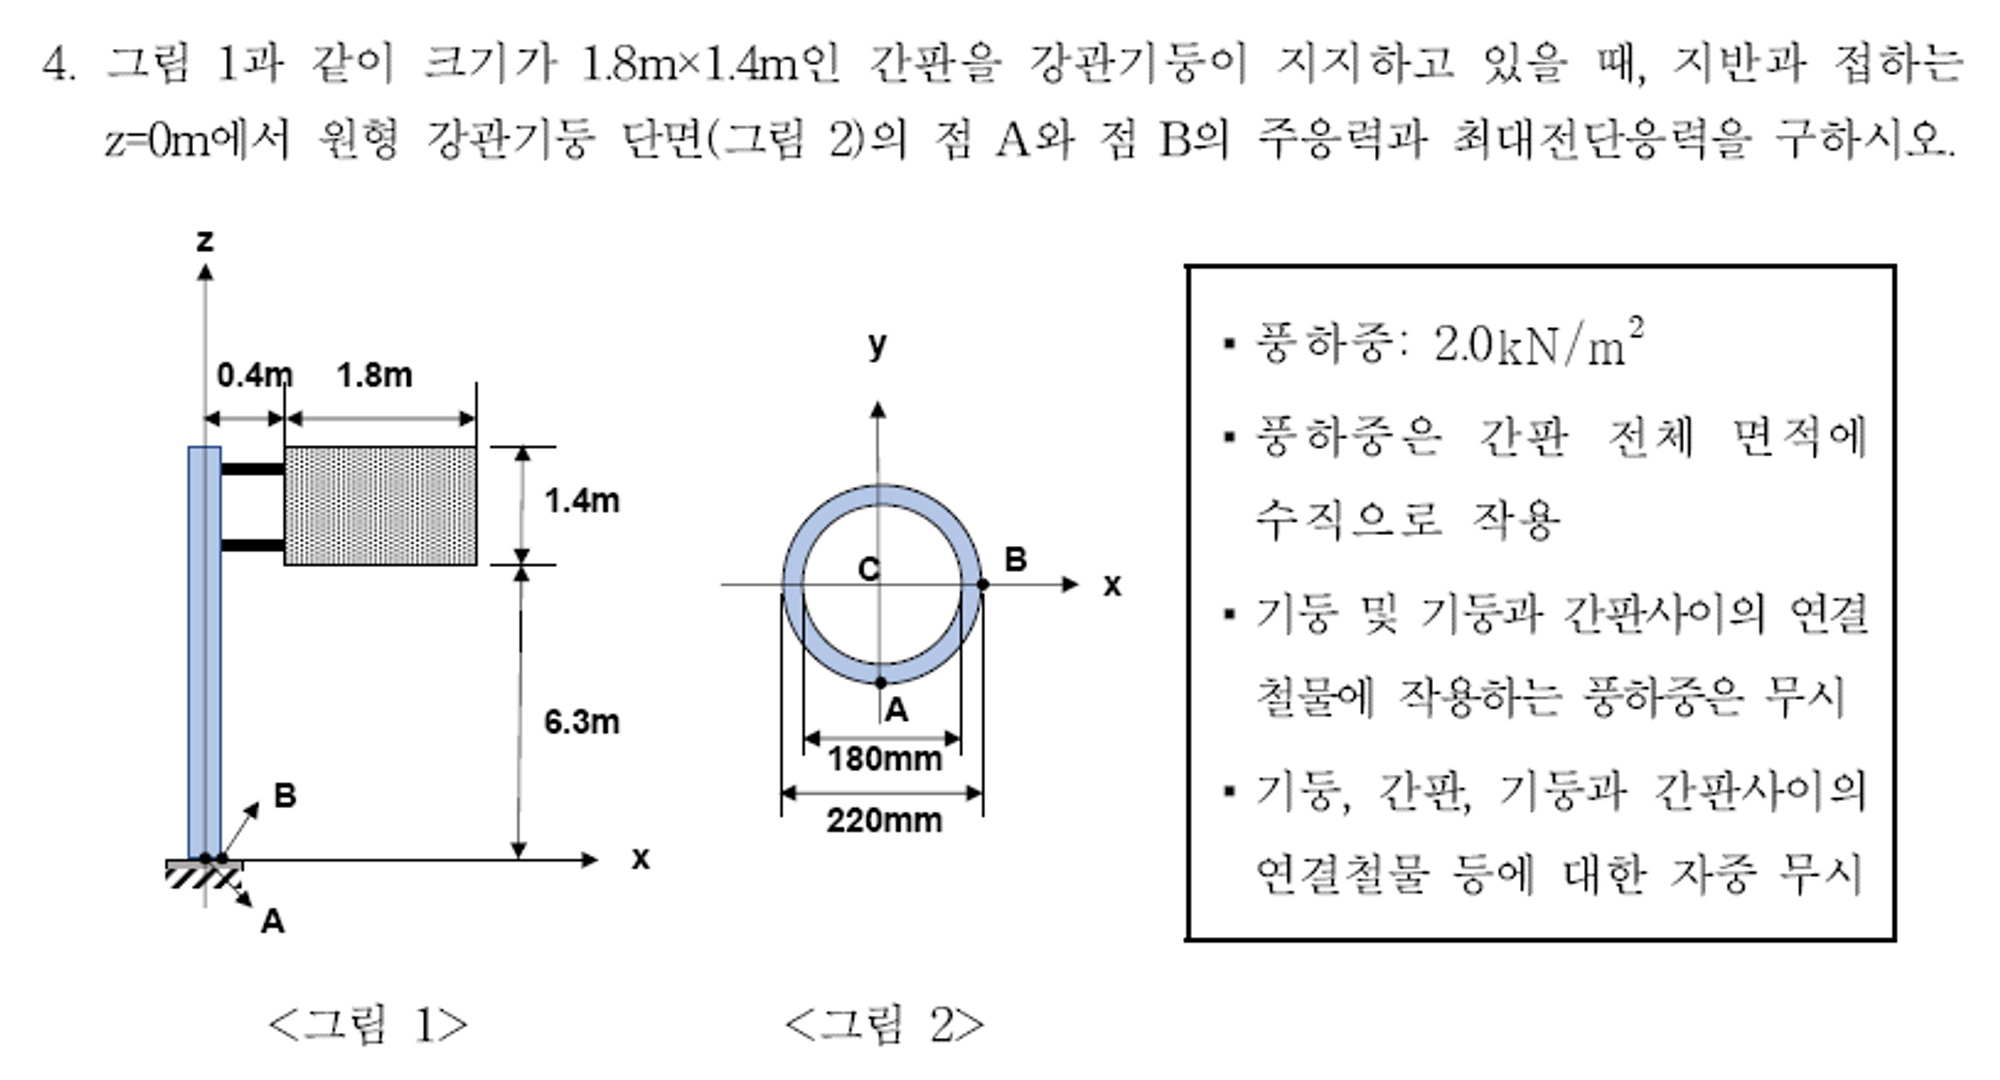 4. 그림 1과 같이 크기가 1.8m×1.4m인 간판을 강관기둥이 지지하고 있을 때, 지반과 접하는
z=0m에서 원형 강관기둥 단면(그림 2)의 점 A와 점 B의 주응력과 최대전단응력을 구하시오.
z
0.4m 1.8m
1.4m
6.3m
B
x
A
<그림 1>
y
C
B
x
A
180mm
220mm
<그림 2>
▪ 풍하중: 2.0kN/m²
▪ 풍하중은 간판 전체 면적에
수직으로 작용
▪ 기둥 및 기둥과 간판사이의 연결
철물에 작용하는 풍하중은 무시
▪ 기둥, 간판, 기둥과 간판사이의
연결철물 등에 대한 자중 무시